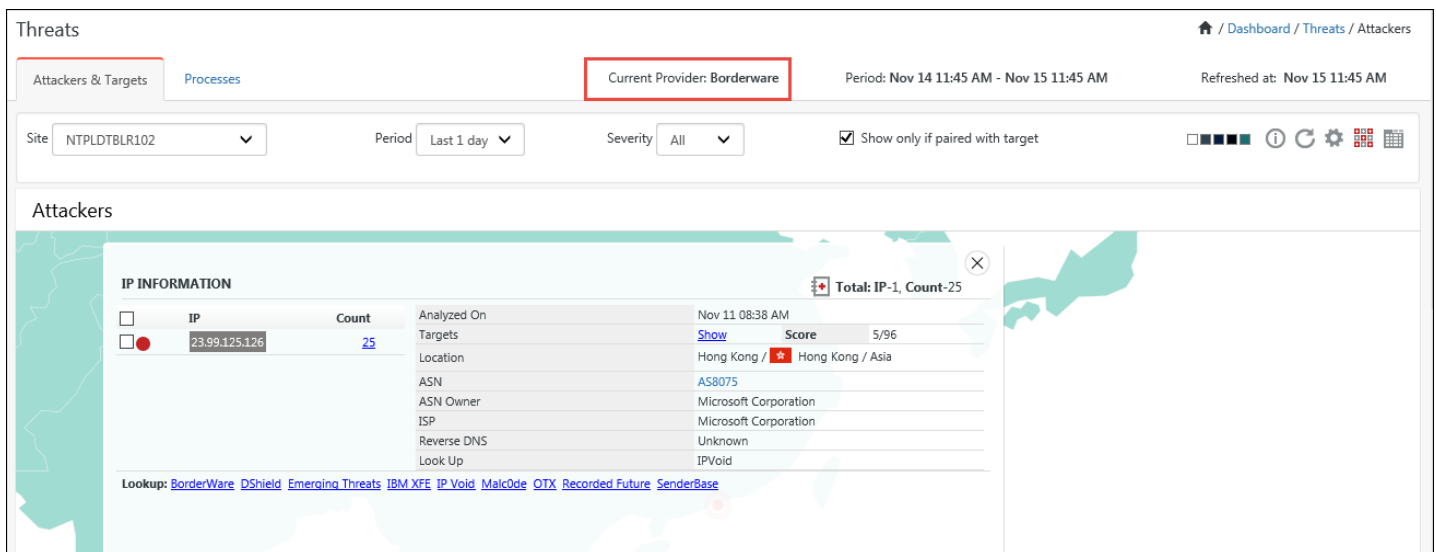 Threats
/ Dashboard / Threats / Attackers
Attackers & Targets Processes Current Provider: Borderware Period: Nov 14 11:45 AM - Nov 15 11:45 AM Refreshed at: Nov 15 11:45 AM
Site NTPLDTBLR102 Period Last 1 day Severity All Show only if paired with target
Attackers
IP INFORMATION Total: IP-1, Count-25
IP Count
23.99.125.126 25
Analyzed On Nov 11 08:38 AM
Targets Show Score 5/96
Location Hong Kong / Hong Kong / Asia
ASN AS8075
ASN Owner Microsoft Corporation
ISP Microsoft Corporation
Reverse DNS Unknown
Look Up IPVoid
Lookup: BorderWare DShield Emerging Threats IBM XFE IP Void Malc0de OTX Recorded Future SenderBase